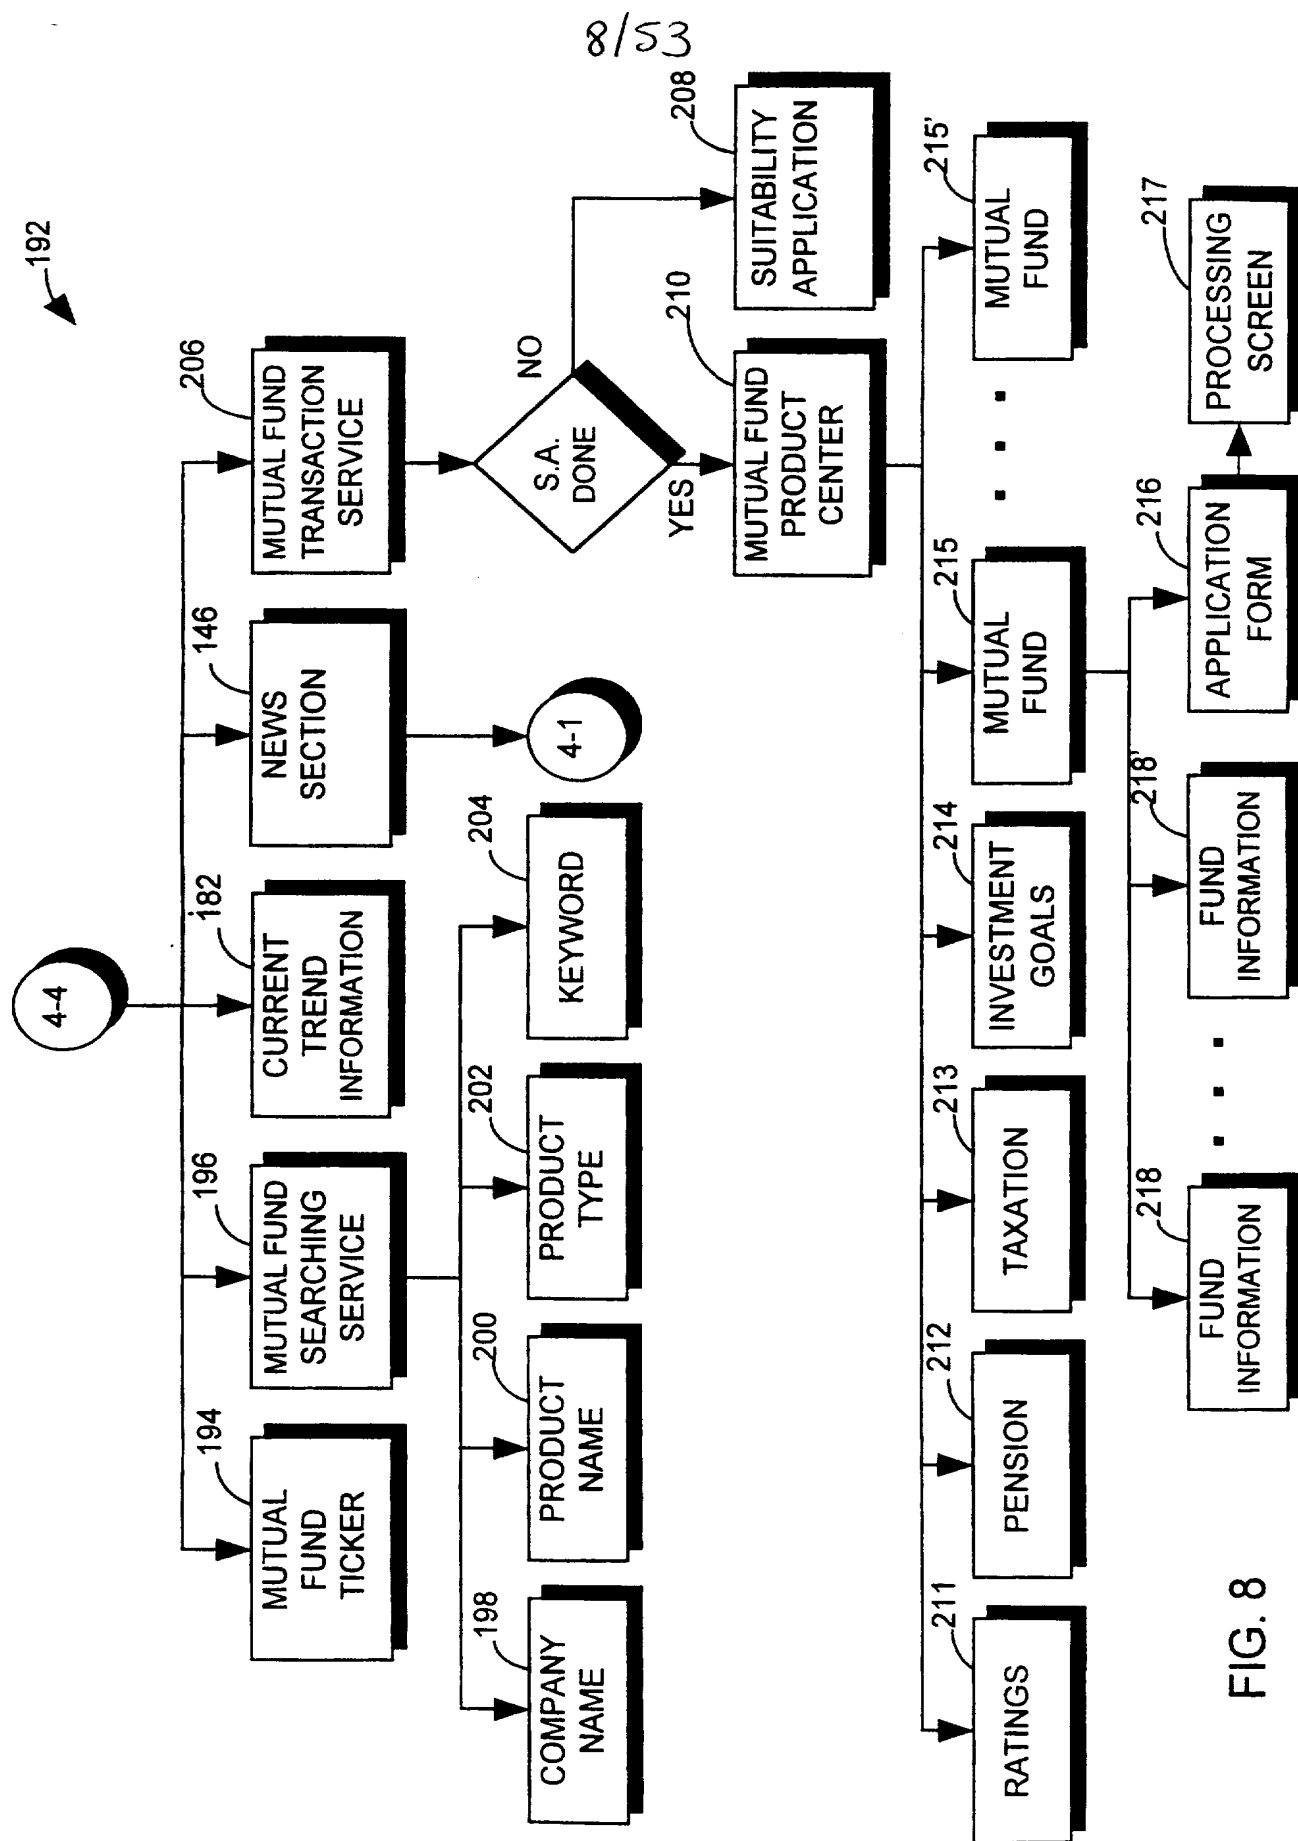 8/53
192
4-4
194
MUTUAL
FUND
TICKER
196
MUTUAL FUND
SEARCHING
SERVICE
182
CURRENT
TREND
INFORMATION
146
NEWS
SECTION
206
MUTUAL FUND
TRANSACTION
SERVICE
198
COMPANY
NAME
200
PRODUCT
NAME
202
PRODUCT
TYPE
204
KEYWORD
4-1
S.A.
DONE
NO
YES
208
SUITABILITY
APPLICATION
210
MUTUAL FUND
PRODUCT
CENTER
211
RATINGS
212
PENSION
213
TAXATION
214
INVESTMENT
GOALS
215
MUTUAL
FUND
215'
MUTUAL
FUND
218
FUND
INFORMATION
218'
FUND
INFORMATION
216
APPLICATION
FORM
217
PROCESSING
SCREEN
FIG. 8